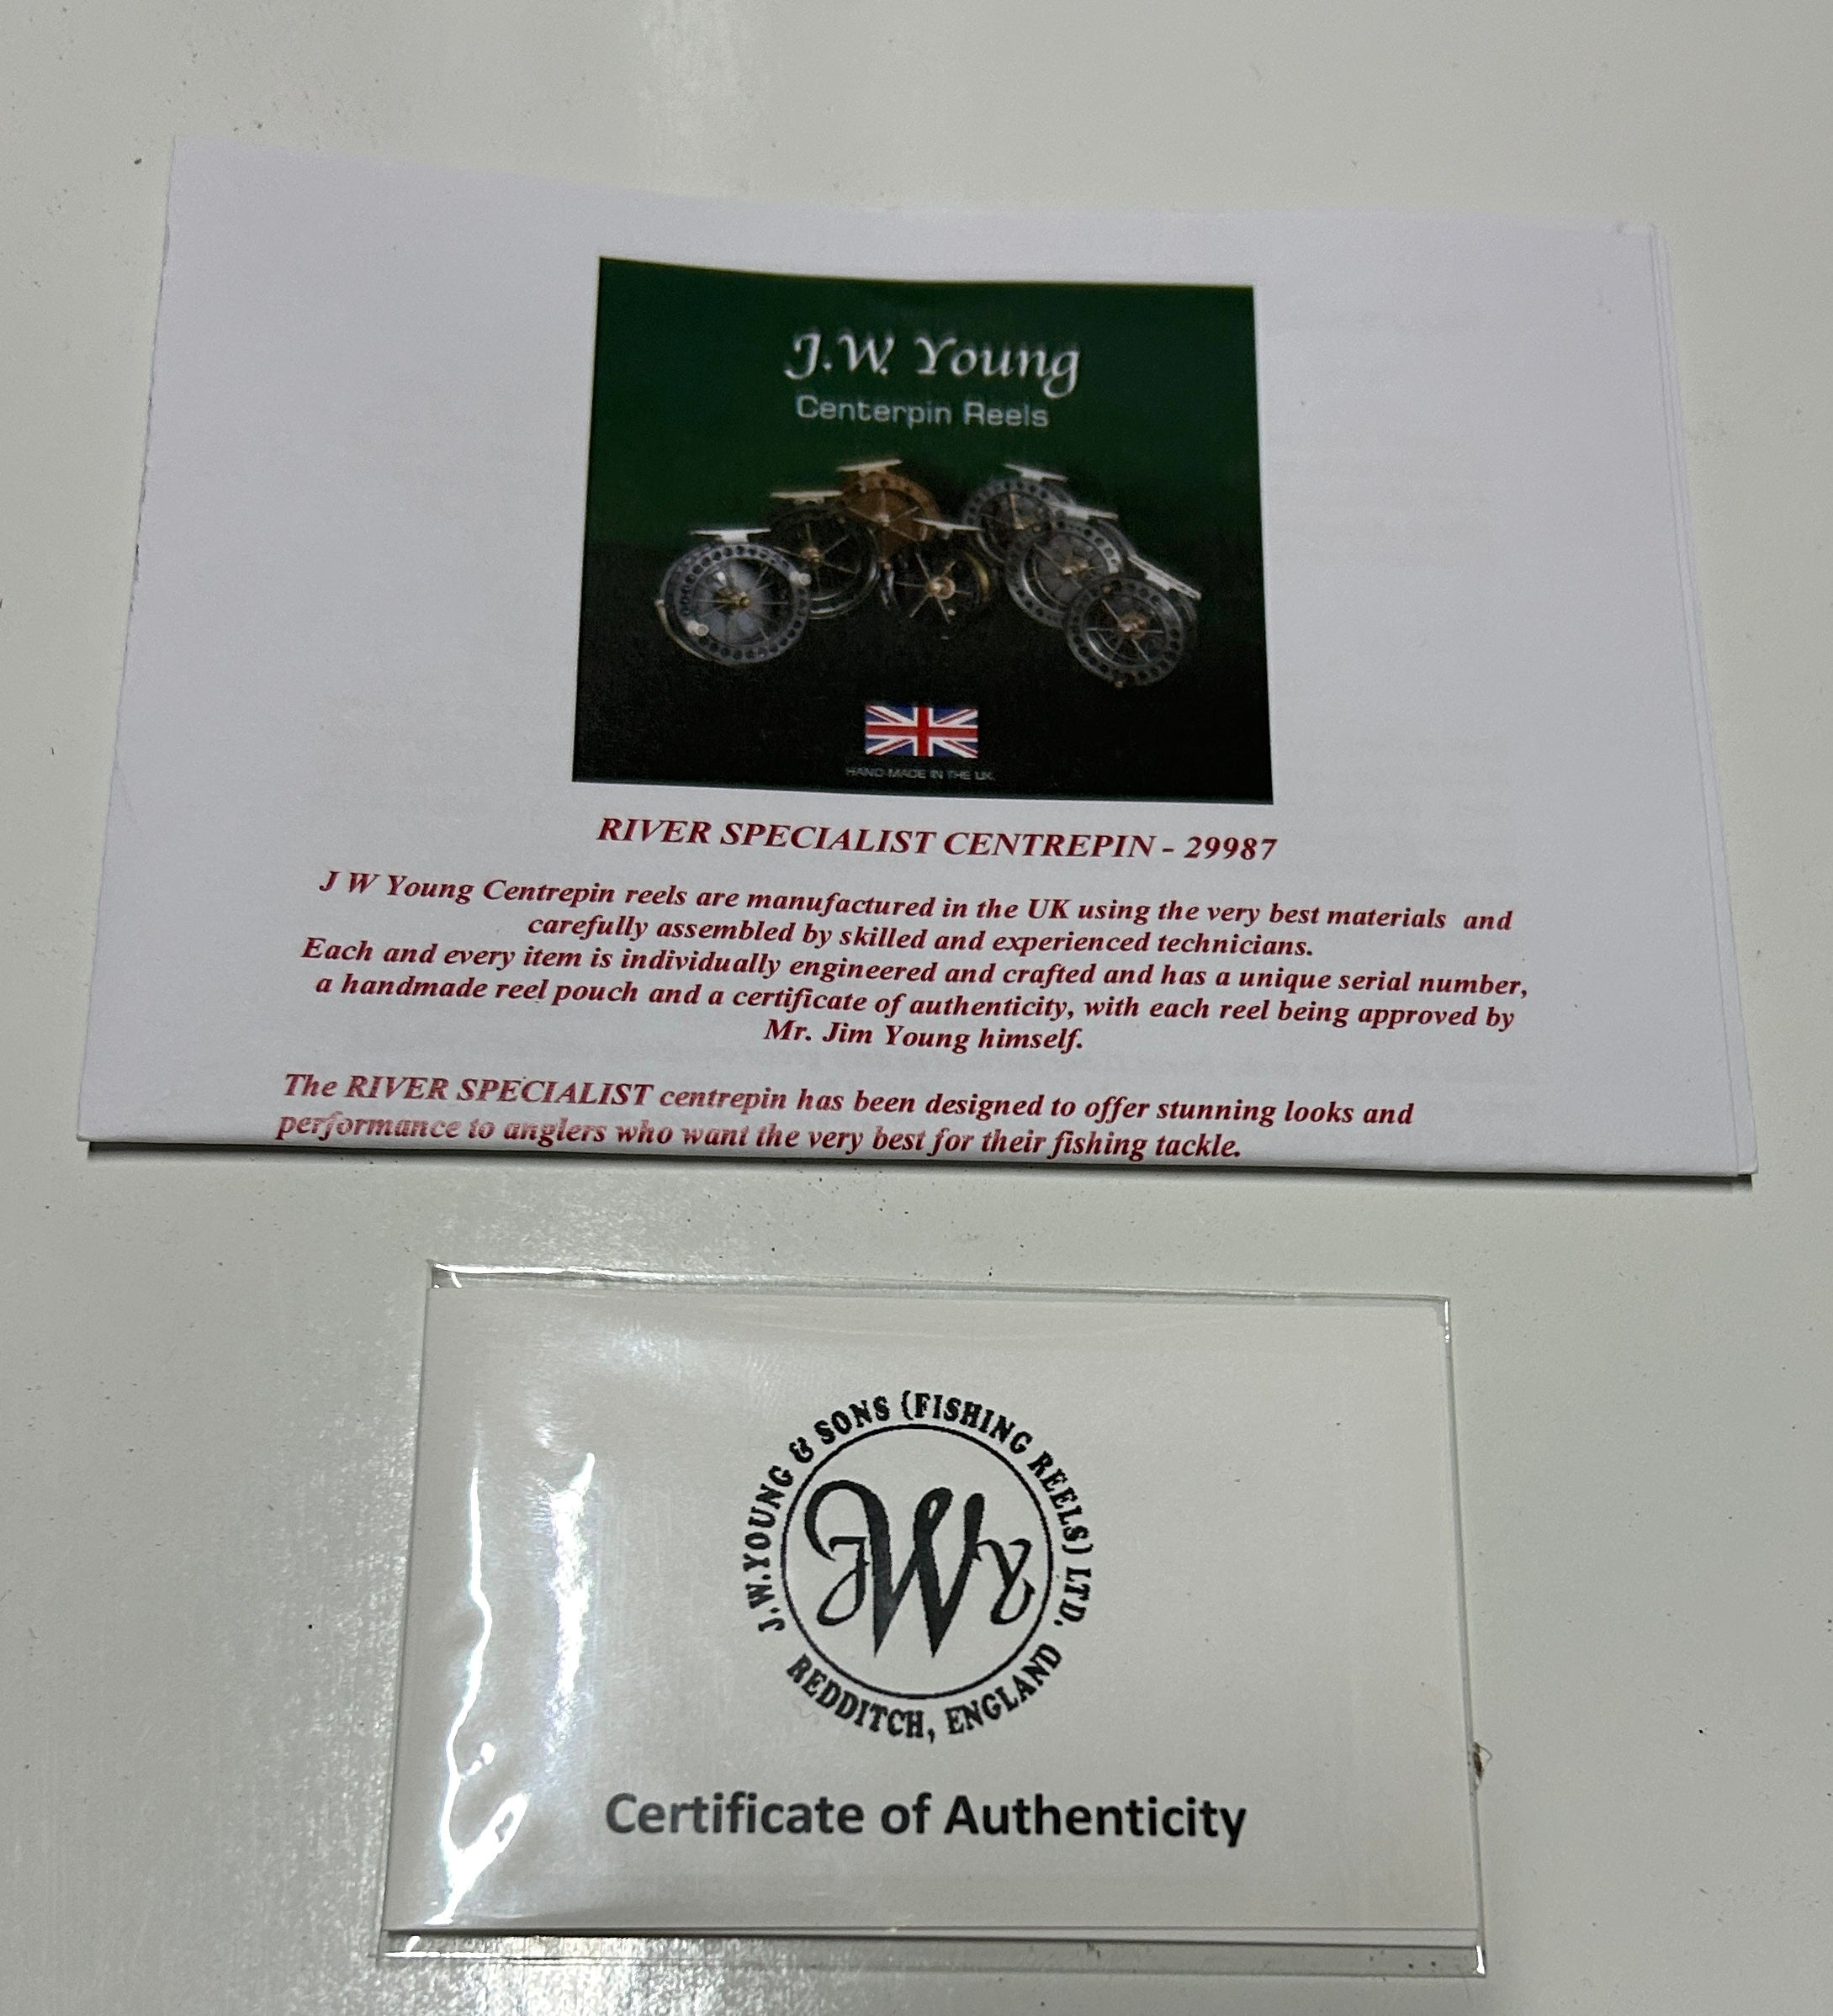 J.W. Young
Centerpin Reels
HAND-MADE IN THE UK
RIVER SPECIALIST CENTREPIN - 29987
J W Young Centrepin reels are manufactured in the UK using the very best materials and
carefully assembled by skilled and experienced technicians.
Each and every item is individually engineered and crafted and has a unique serial number,
a handmade reel pouch and a certificate of authenticity, with each reel being approved by
Mr. Jim Young himself.
The RIVER SPECIALIST centrepin has been designed to offer stunning looks and
performance to anglers who want the very best for their fishing tackle.
J.W.YOUNG & SONS (FISHING REELS) LTD.
JWY
REDDITCH, ENGLAND
Certificate of Authenticity